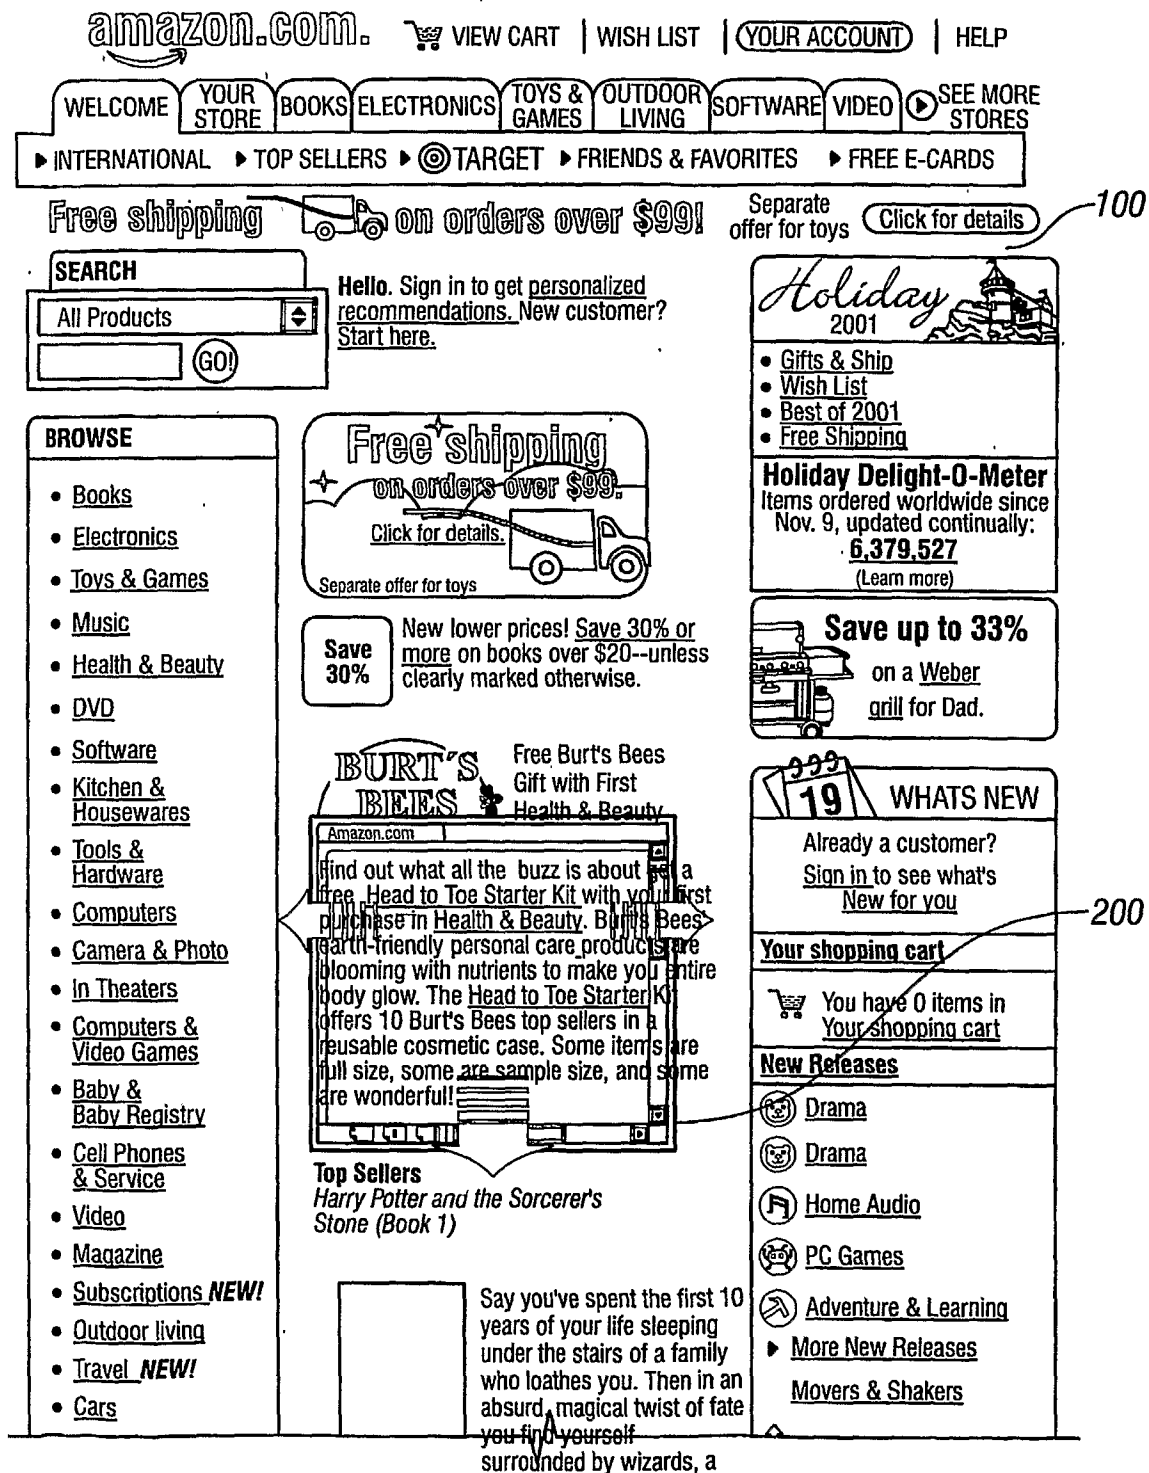 amazon.com.
VIEW CART | WISH LIST | YOUR ACCOUNT | HELP
WELCOME
YOUR
STORE
BOOKS
ELECTRONICS
TOYS &
GAMES
OUTDOOR
LIVING
SOFTWARE
VIDEO
SEE MORE
STORES
INTERNATIONAL
TOP SELLERS
TARGET
FRIENDS & FAVORITES
FREE E-CARDS
Free shipping on orders over $99!
Separate
offer for toys
Click for details
100
SEARCH
All Products
GO!
Hello. Sign in to get personalized
recommendations. New customer?
Start here.
BROWSE
• Books
• Electronics
• Toys & Games
• Music
• Health & Beauty
• DVD
• Software
• Kitchen &
Housewares
• Tools &
Hardware
• Computers
• Camera & Photo
• In Theaters
• Computers &
Video Games
• Baby &
Baby Registry
• Cell Phones
& Service
• Video
• Magazine
• Subscriptions NEW!
• Outdoor living
• Travel NEW!
• Cars
Free shipping
on orders over $99.
Click for details.
Separate offer for toys
Save
30%
New lower prices! Save 30% or
more on books over $20--unless
clearly marked otherwise.
BURT'S
BEES
Free Burt's Bees
Gift with First
Health & Beauty
Amazon.com
Find out what all the buzz is about get a
free Head to Toe Starter Kit with your first
purchase in Health & Beauty. Burt's Bees'
earth-friendly personal care products are
blooming with nutrients to make you entire
body glow. The Head to Toe Starter Kit
offers 10 Burt's Bees top sellers in a
reusable cosmetic case. Some items are
full size, some are sample size, and some
are wonderful!
Top Sellers
Harry Potter and the Sorcerer's
Stone (Book 1)
Say you've spent the first 10
years of your life sleeping
under the stairs of a family
who loathes you. Then in an
absurd, magical twist of fate
you find yourself
surrounded by wizards, a
Holiday
2001
• Gifts & Ship
• Wish List
• Best of 2001
• Free Shipping
Holiday Delight-O-Meter
Items ordered worldwide since
Nov. 9, updated continually:
6,379,527
(Learn more)
Save up to 33%
on a Weber
grill for Dad.
19
WHATS NEW
Already a customer?
Sign in to see what's
New for you
200
Your shopping cart
You have 0 items in
Your shopping cart
New Releases
Drama
Drama
Home Audio
PC Games
Adventure & Learning
More New Releases
Movers & Shakers